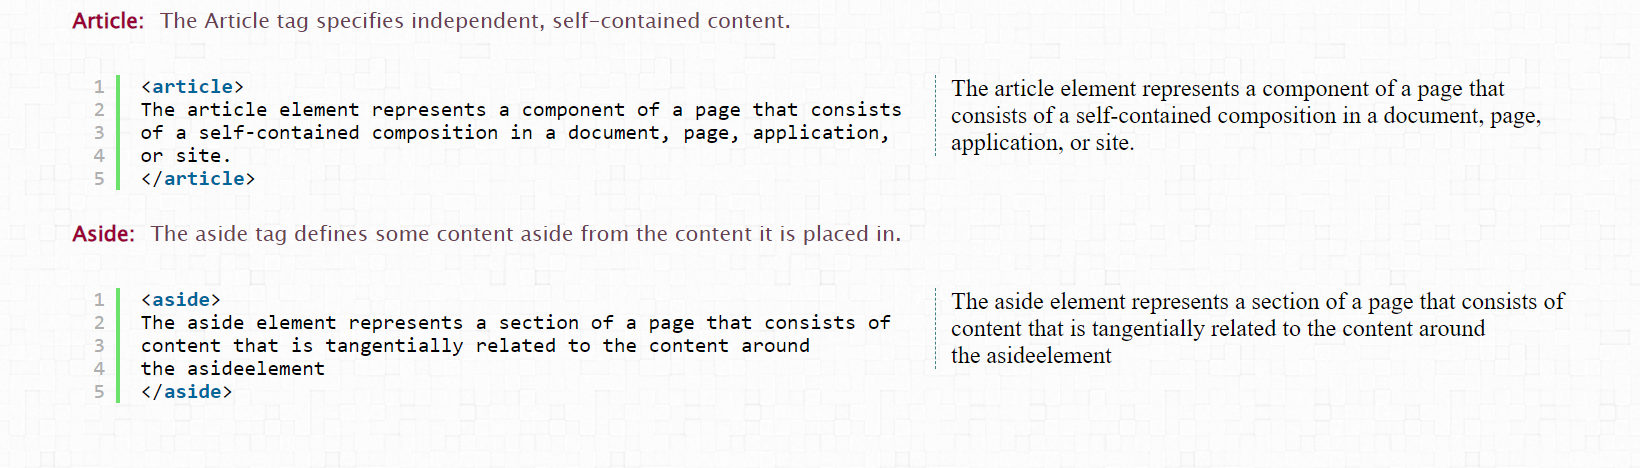 Article: The Article tag specifies independent, self-contained content.
1 <article>
2 The article element represents a component of a page that consists
3 of a self-contained composition in a document, page, application,
4 or site.
5 </article>
The article element represents a component of a page that
consists of a self-contained composition in a document, page,
application, or site.
Aside: The aside tag defines some content aside from the content it is placed in.
1 <aside>
2 The aside element represents a section of a page that consists of
3 content that is tangentially related to the content around
4 the asideelement
5 </aside>
The aside element represents a section of a page that consists of
content that is tangentially related to the content around
the asideelement